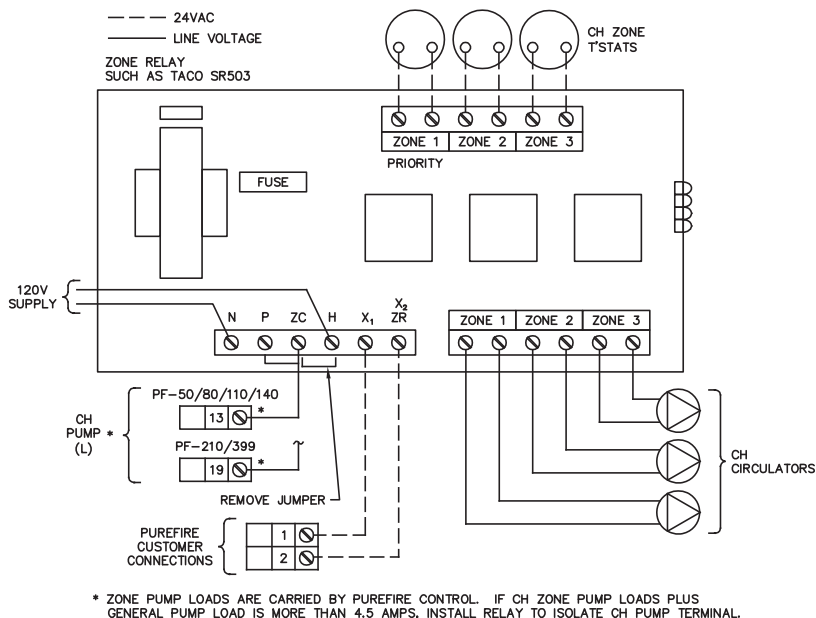 24VAC
LINE VOLTAGE
ZONE RELAY
SUCH AS TACO SR503
CH ZONE
T'STATS
ZONE 1 ZONE 2 ZONE 3
PRIORITY
FUSE
120V
SUPPLY
N P ZC H X1 X2
ZR
ZONE 1 ZONE 2 ZONE 3
PF-50/80/110/140
13 *
CH
PUMP *
(L)
PF-210/399
19 *
REMOVE JUMPER
CH
CIRCULATORS
PUREFIRE
CUSTOMER
CONNECTIONS
1
2
* ZONE PUMP LOADS ARE CARRIED BY PUREFIRE CONTROL. IF CH ZONE PUMP LOADS PLUS
GENERAL PUMP LOAD IS MORE THAN 4.5 AMPS. INSTALL RELAY TO ISOLATE CH PUMP TERMINAL.